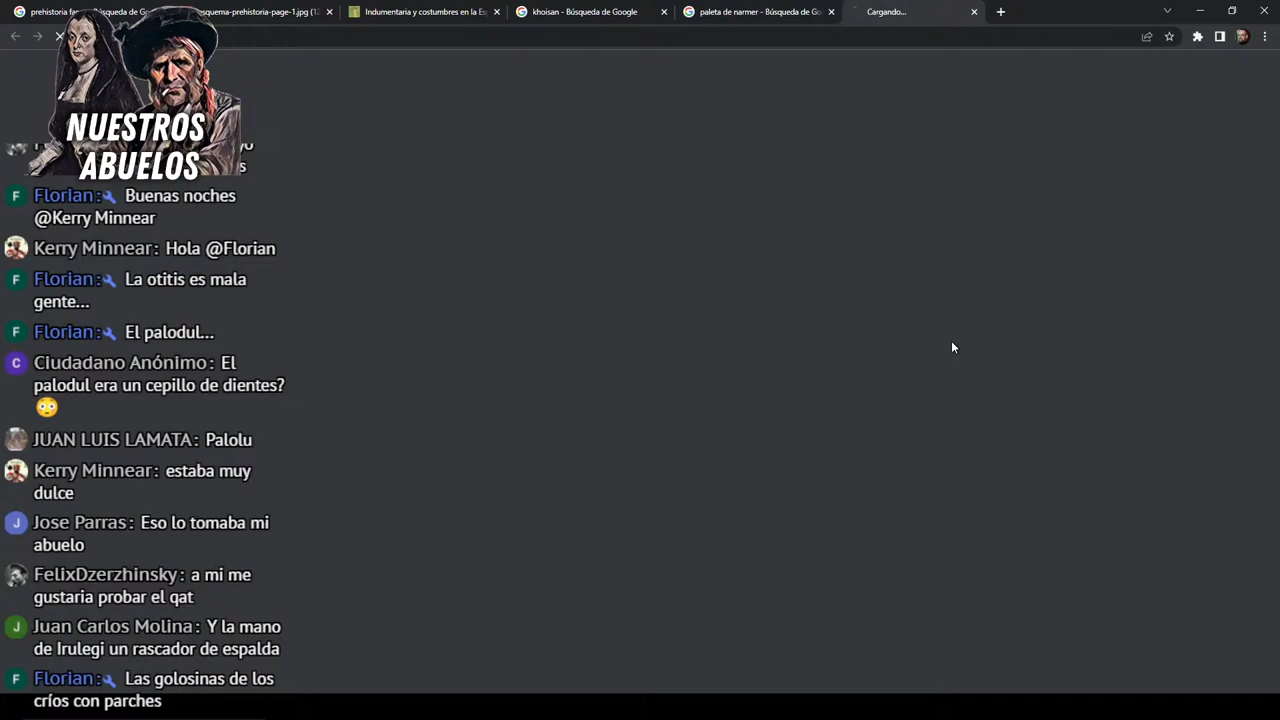 prehistoria fa
squema-prehistoria-page-1.jpg (12
Indumentaria y costumbres en la Es
khoisan - Búsqueda de Google
paleta de narmer - Búsqueda de Go
Cargando...
NUESTROS
ABUELOS
Florian: Buenas noches
@Kerry Minnear
Kerry Minnear: Hola @Florian
Florian: La otitis es mala
gente...
Florian: El palodul...
Ciudadano Anónimo: El
palodul era un cepillo de dientes?
JUAN LUIS LAMATA: Palolu
Kerry Minnear: estaba muy
dulce
Jose Parras: Eso lo tomaba mi
abuelo
FelixDzerzhinsky: a mi me
gustaria probar el qat
Juan Carlos Molina: Y la mano
de Irulegi un rascador de espalda
Florian: Las golosinas de los
críos con parches